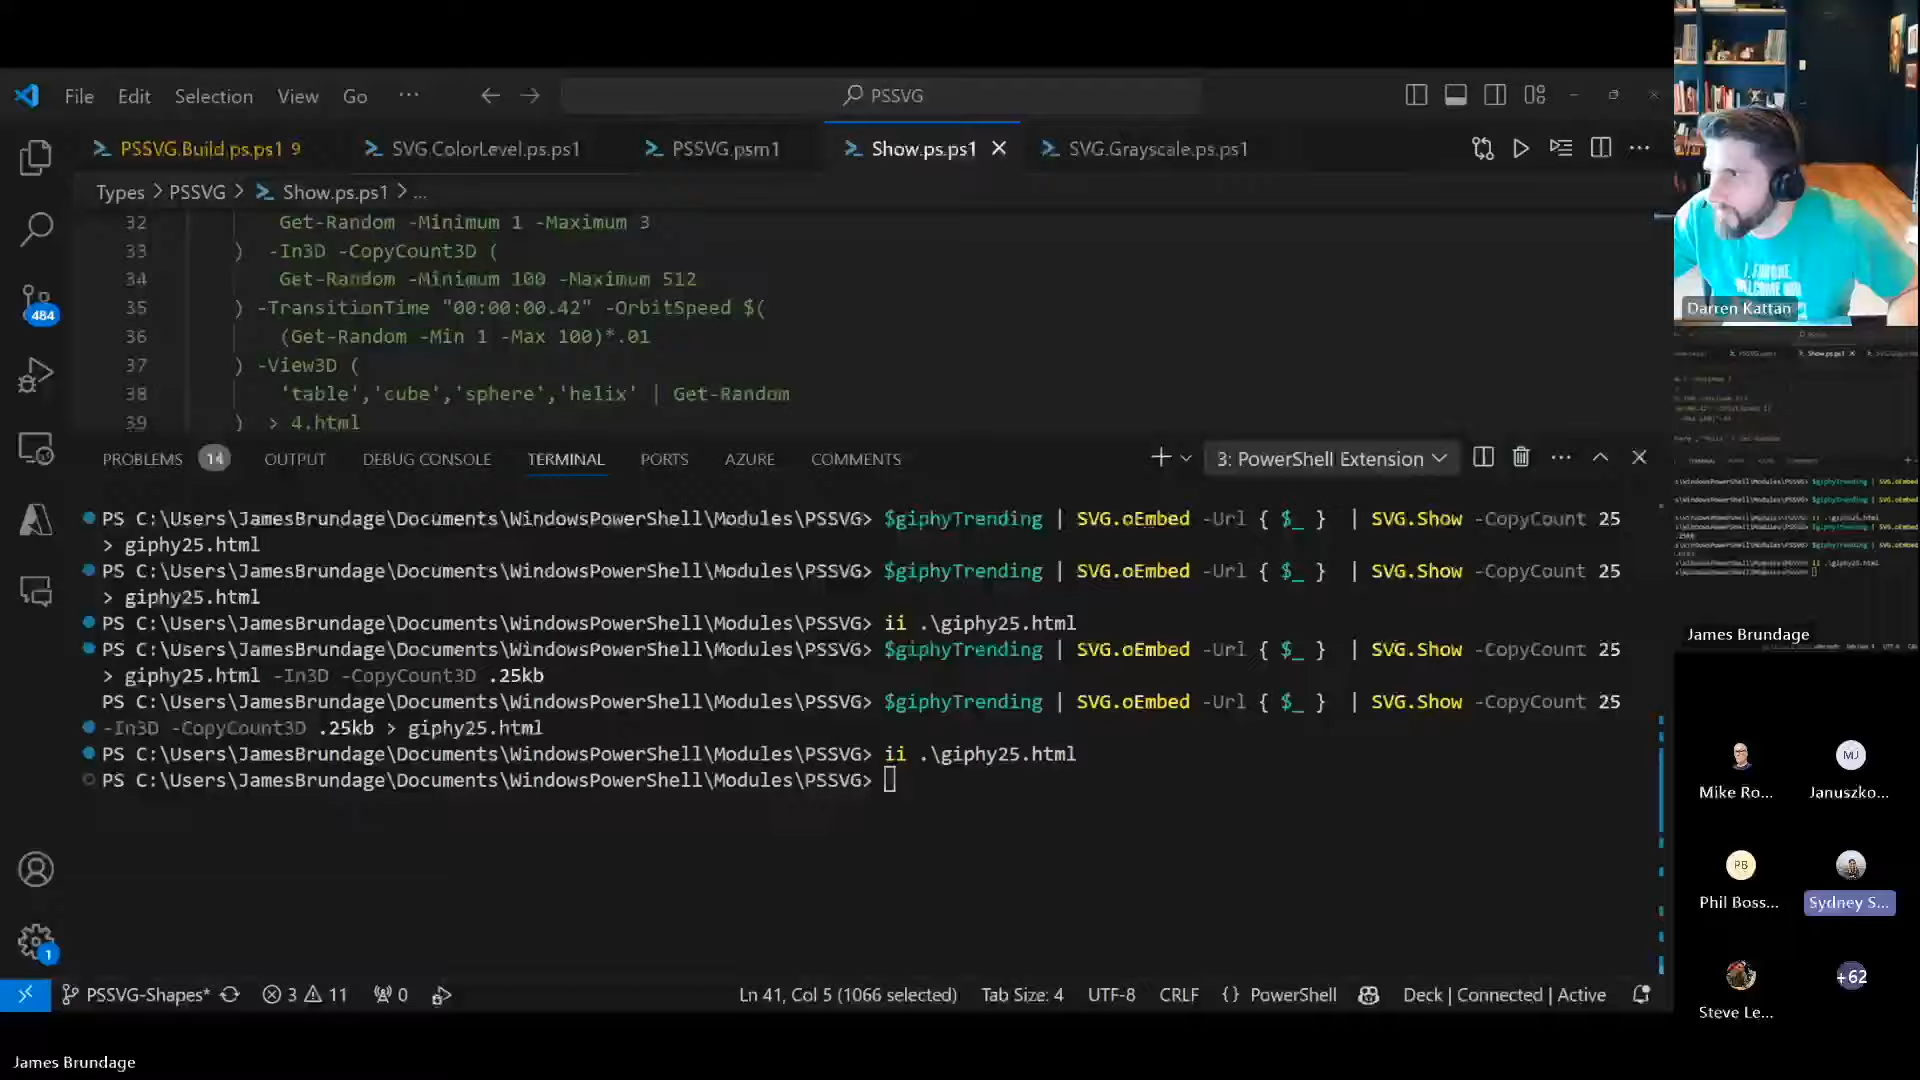 File Edit Selection View Go ··· PSSVG
PSSVG.Build.ps.ps1 9 SVG.ColorLevel.ps.ps1 PSSVG.psm1 Show.ps.ps1 SVG.Grayscale.ps.ps1
Types > PSSVG > Show.ps.ps1 > ...
32 Get-Random -Minimum 1 -Maximum 3
33 ) -In3D -CopyCount3D (
34 Get-Random -Minimum 100 -Maximum 512
35 ) -TransitionTime "00:00:00.42" -OrbitSpeed $(
36 (Get-Random -Min 1 -Max 100)*.01
37 ) -View3D (
38 'table','cube','sphere','helix' | Get-Random
39 ) > 4.html
484
PROBLEMS 14 OUTPUT DEBUG CONSOLE TERMINAL PORTS AZURE COMMENTS 3: PowerShell Extension
PS C:\Users\JamesBrundage\Documents\WindowsPowerShell\Modules\PSSVG> $giphyTrending | SVG.oEmbed -Url { $_ } | SVG.Show -CopyCount 25
> giphy25.html
PS C:\Users\JamesBrundage\Documents\WindowsPowerShell\Modules\PSSVG> $giphyTrending | SVG.oEmbed -Url { $_ } | SVG.Show -CopyCount 25
> giphy25.html
PS C:\Users\JamesBrundage\Documents\WindowsPowerShell\Modules\PSSVG> ii .\giphy25.html
PS C:\Users\JamesBrundage\Documents\WindowsPowerShell\Modules\PSSVG> $giphyTrending | SVG.oEmbed -Url { $_ } | SVG.Show -CopyCount 25
> giphy25.html -In3D -CopyCount3D .25kb
PS C:\Users\JamesBrundage\Documents\WindowsPowerShell\Modules\PSSVG> $giphyTrending | SVG.oEmbed -Url { $_ } | SVG.Show -CopyCount 25
-In3D -CopyCount3D .25kb > giphy25.html
PS C:\Users\JamesBrundage\Documents\WindowsPowerShell\Modules\PSSVG> ii .\giphy25.html
PS C:\Users\JamesBrundage\Documents\WindowsPowerShell\Modules\PSSVG>
1
PSSVG-Shapes* 3 11 0 Ln 41, Col 5 (1066 selected) Tab Size: 4 UTF-8 CRLF {} PowerShell Deck | Connected | Active
James Brundage
Darren Kattan
James Brundage
MJ
Mike Ro... Januszko...
PB
Phil Boss... Sydney S...
+62
Steve Le...